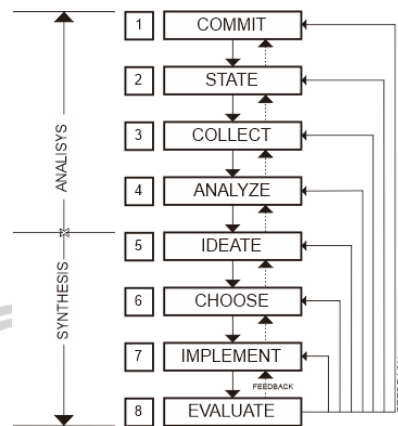 1 COMMIT
2 STATE
3 COLLECT
4 ANALYZE
5 IDEATE
6 CHOOSE
7 IMPLEMENT
FEEDBACK
8 EVALUATE
ANALISYS
SYNTHESIS